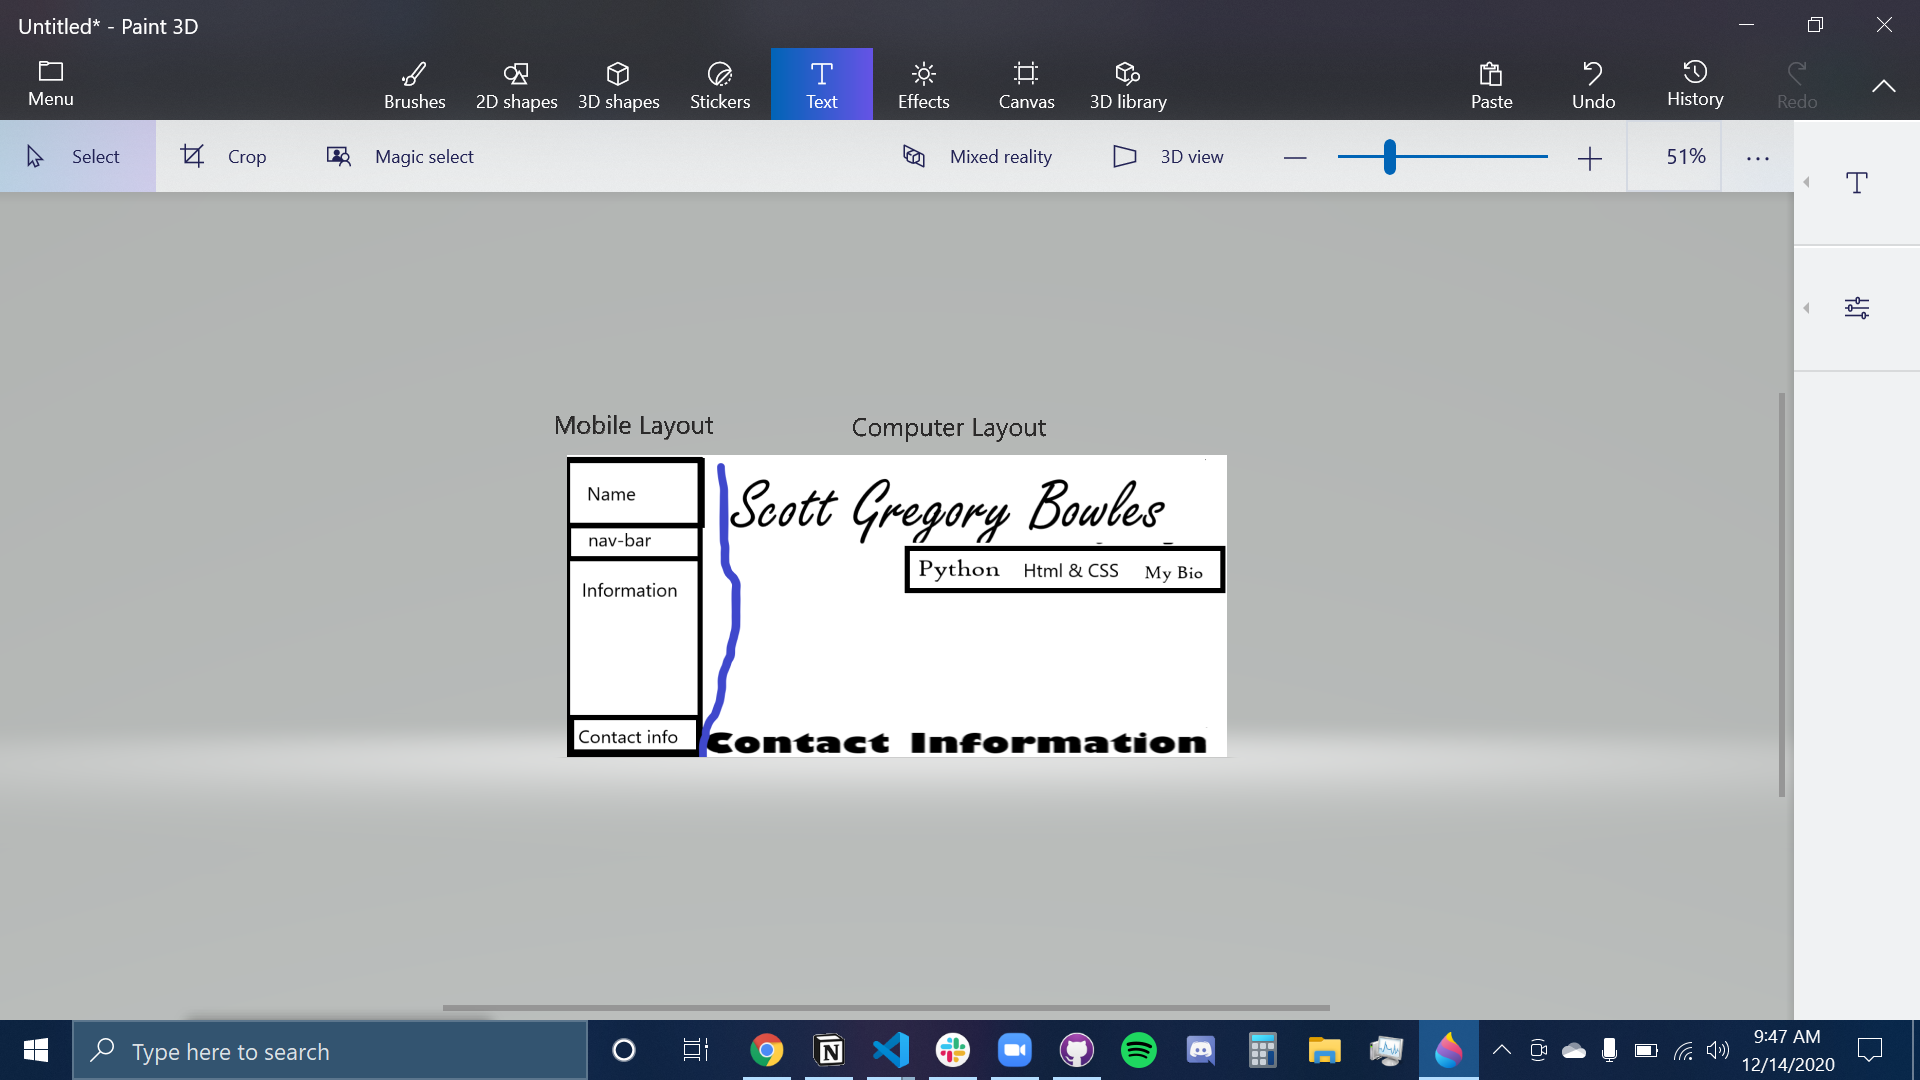 Untitled* - Paint 3D
Menu
Brushes 2D shapes 3D shapes Stickers Text Effects Canvas 3D library
Paste Undo History Redo
Select Crop Magic select
Mixed reality 3D view 51%
Mobile Layout
Computer Layout
Name
nav-bar
Information
Contact info
Scott Gregory Bowles
Python Html & CSS My Bio
Contact Information
Type here to search
9:47 AM
12/14/2020